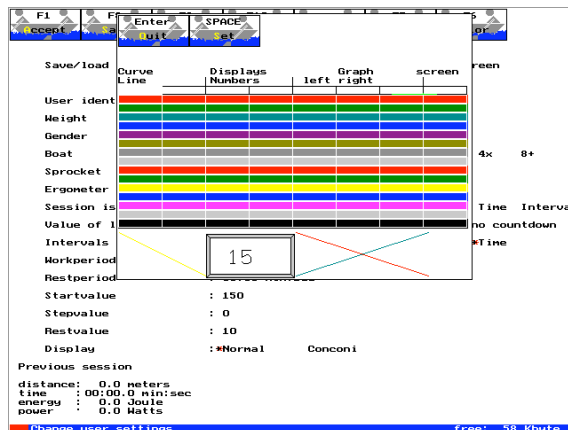 F1
Enter
SPACE
Accept
Quit
Set
or
Save/load
reen
Curve
Line
Displays
Numbers
Graph
left right
screen
User ident
Weight
Gender
Boat
4x 8+
Sprocket
Ergometer
Session is
Time Interva
Value of l
no countdown
Intervals
*Time
Workperiod
15
Restperiod
Startvalue : 150
Stepvalue : 0
Restvalue : 10
Display :*Normal Conconi
Previous session
distance: 0.0 meters
time :00:00.0 min:sec
energy : 0.0 Joule
power : 0.0 Watts
Change user settings free: 58 Kbyte